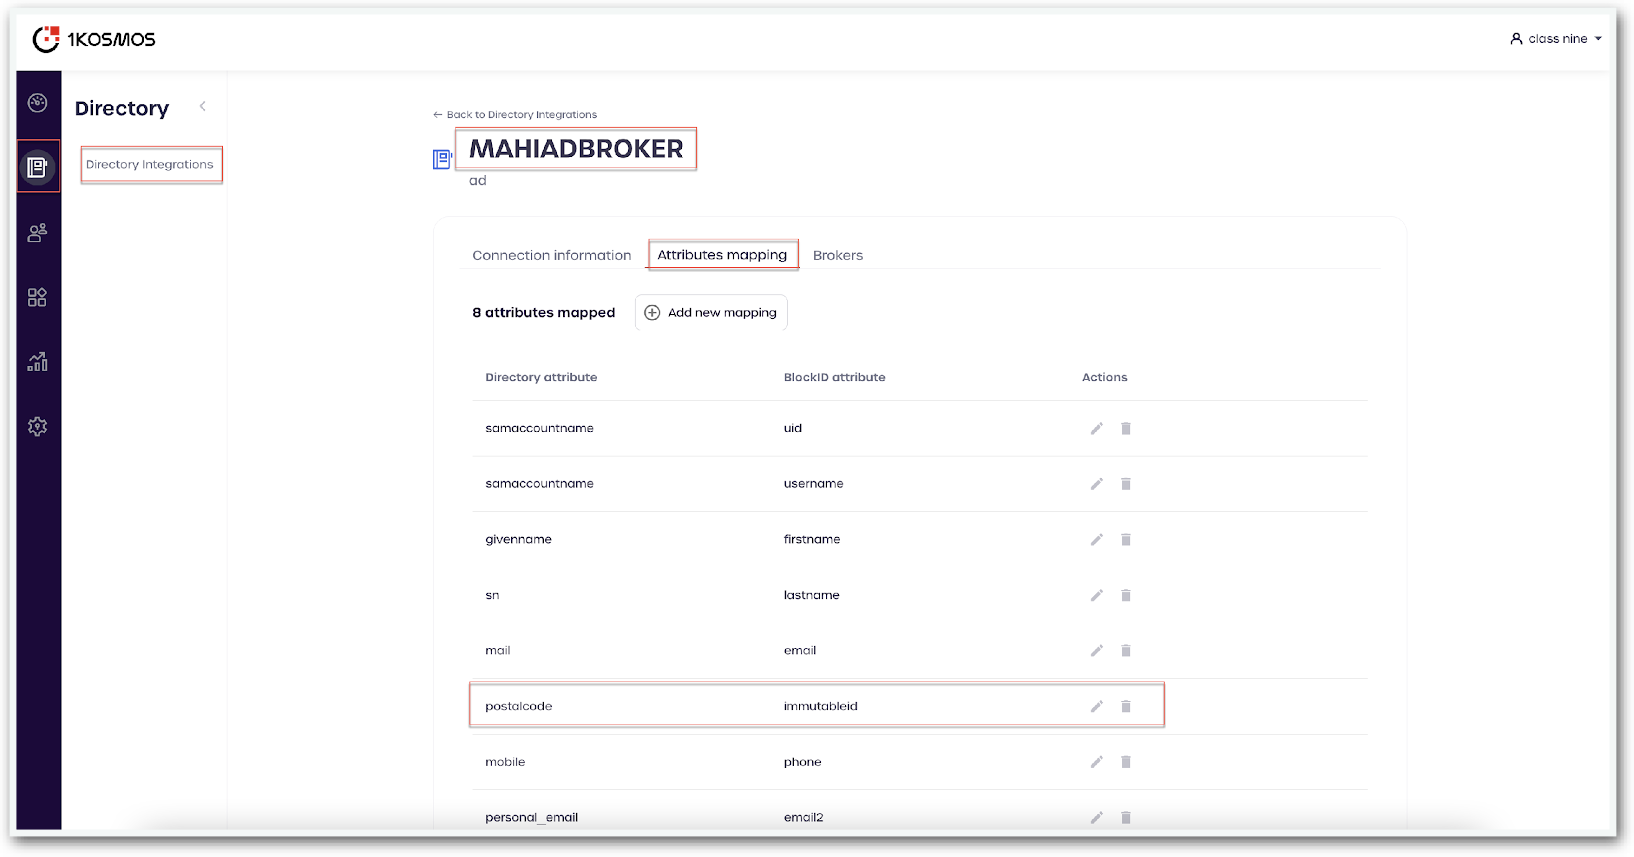 1KOSMOS
class nine
Directory
Directory Integrations
← Back to Directory Integrations
MAHIADBROKER
ad
Connection information Attributes mapping Brokers
8 attributes mapped Add new mapping
Directory attribute BlockID attribute Actions
samaccountname uid
samaccountname username
givenname firstname
sn lastname
mail email
postalcode immutableid
mobile phone
personal_email email2